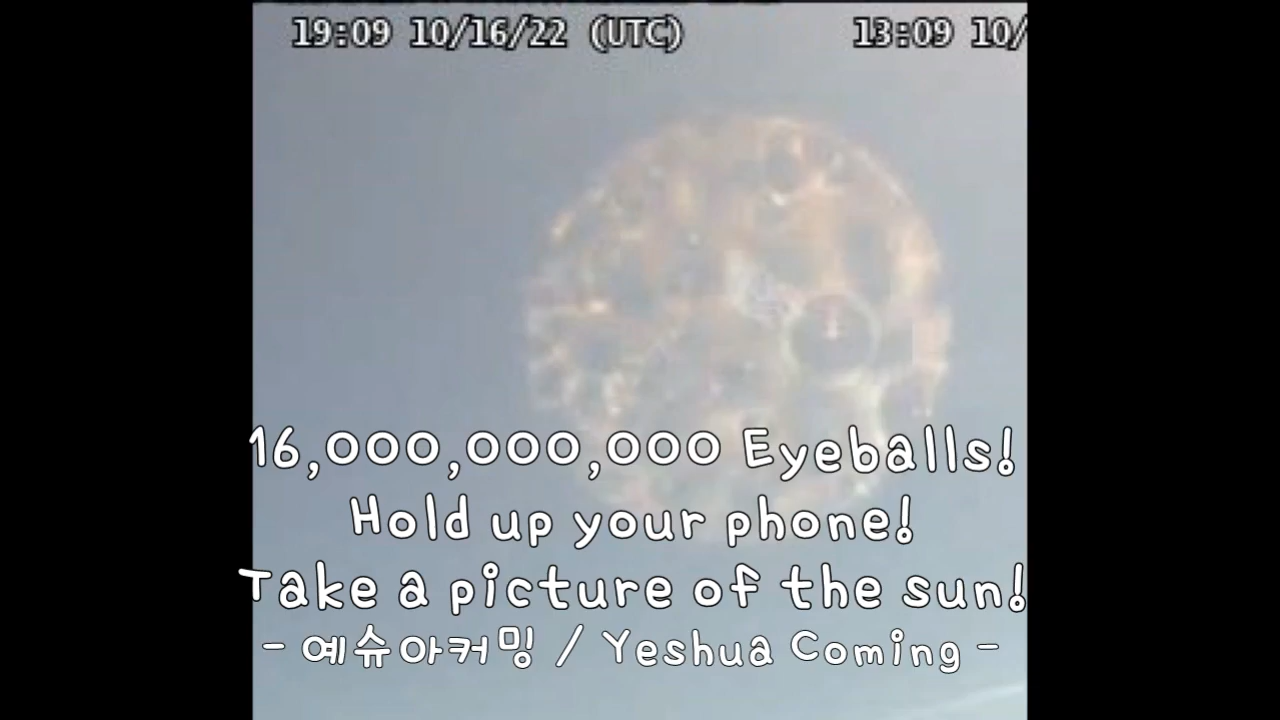 19:09 10/16/22 (UTC) 13:09 10/
16,000,000,000 Eyeballs!
Hold up your phone!
Take a picture of the sun!
- 예슈아커밍 / Yeshua Coming -